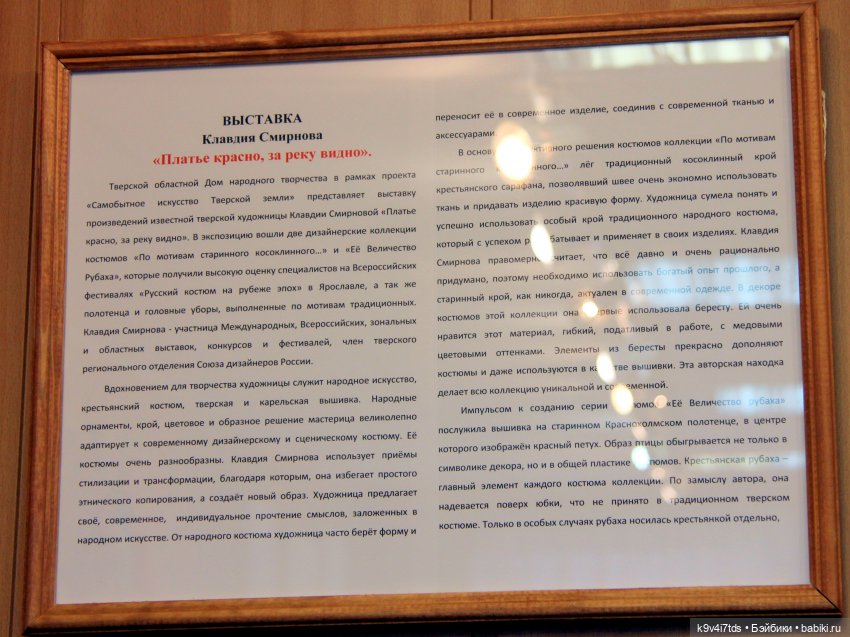 ВЫСТАВКА
Клавдия Смирнова
«Платье красно, за реку видно».
Тверской областной Дом народного творчества в рамках проекта
«Самобытное искусство Тверской земли» представляет выставку
произведений известной тверской художницы Клавдии Смирновой «Платье
красно, за реку видно». В экспозицию вошли две дизайнерские коллекции
костюмов «По мотивам старинного косоклинного…» и «Её Величество
Рубаха», которые получили высокую оценку специалистов на Всероссийских
фестивалях «Русский костюм на рубеже эпох» в Ярославле, а так же
полотенца и головные уборы, выполненные по мотивам традиционных.
Клавдия Смирнова - участница Международных, Всероссийских, зональных
и областных выставок, конкурсов и фестивалей, член тверского
регионального отделения Союза дизайнеров России.
Вдохновением для творчества художницы служит народное искусство,
крестьянский костюм, тверская и карельская вышивка. Народные
орнаменты, крой, цветовое и образное решение мастерица великолепно
адаптирует к современному дизайнерскому и сценическому костюму. Её
костюмы очень разнообразны. Клавдия Смирнова использует приёмы
стилизации и трансформации, благодаря которым, она избегает простого
этнического копирования, а создаёт новый образ. Художница предлагает
своё, современное, индивидуальное прочтение смыслов, заложенных в
народном искусстве. От народного костюма художница часто берёт форму и
переносит её в современное изделие, соединив с современной тканью и
аксессуарами
В основу решения костюмов коллекции «По мотивам
старинного лёг традиционный косоклинный крой
крестьянского сарафана, позволявший швее очень экономно использовать
ткань и придавать изделию красивую форму. Художница сумела понять и
успешно использовать особый крой традиционного народного костюма,
который с успехом и применяет в своих изделиях. Клавдия
Смирнова правомерно считает, что всё давно и очень рационально
придумано, поэтому необходимо использовать богатый опыт прошлого, а
старинный крой, как никогда, актуален в современной одежде. В декоре
костюмов этой коллекции она впервые использовала бересту. Ей очень
нравится этот материал, гибкий, податливый в работе, с медовыми
цветовыми оттенками. Элементы из бересты прекрасно дополняют
костюмы и даже используются в качестве вышивки. Эта авторская находка
делает всю коллекцию уникальной и современной.
Импульсом к созданию серии костюмов «Её Величество рубаха»
послужила вышивка на старинном Краснохолмском полотенце, в центре
которого изображён красный петух. Образ птицы обыгрывается не только в
символике декора, но и в общей пластике костюмов. Крестьянская рубаха –
главный элемент каждого костюма коллекции. По замыслу автора, она
надевается поверх юбки, что не принято в традиционном тверском
костюме. Только в особых случаях рубаха носилась крестьянкой отдельно,
k9v4i7tds • Бэйбики • babiki.ru